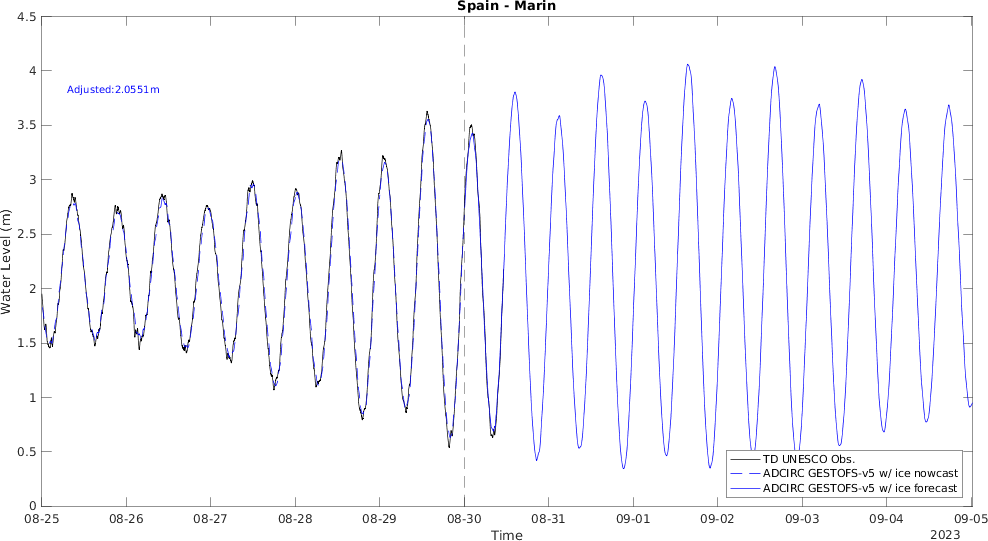 Spain - Marin
4.5
4
3.5
3
2.5
2
1.5
1
0.5
0
Water Level (m)
Adjusted:2.0551m
TD UNESCO Obs.
ADCIRC GESTOFS-v5 w/ ice nowcast
ADCIRC GESTOFS-v5 w/ ice forecast
08-25 08-26 08-27 08-28 08-29 08-30 08-31 09-01 09-02 09-03 09-04 09-05
Time
2023